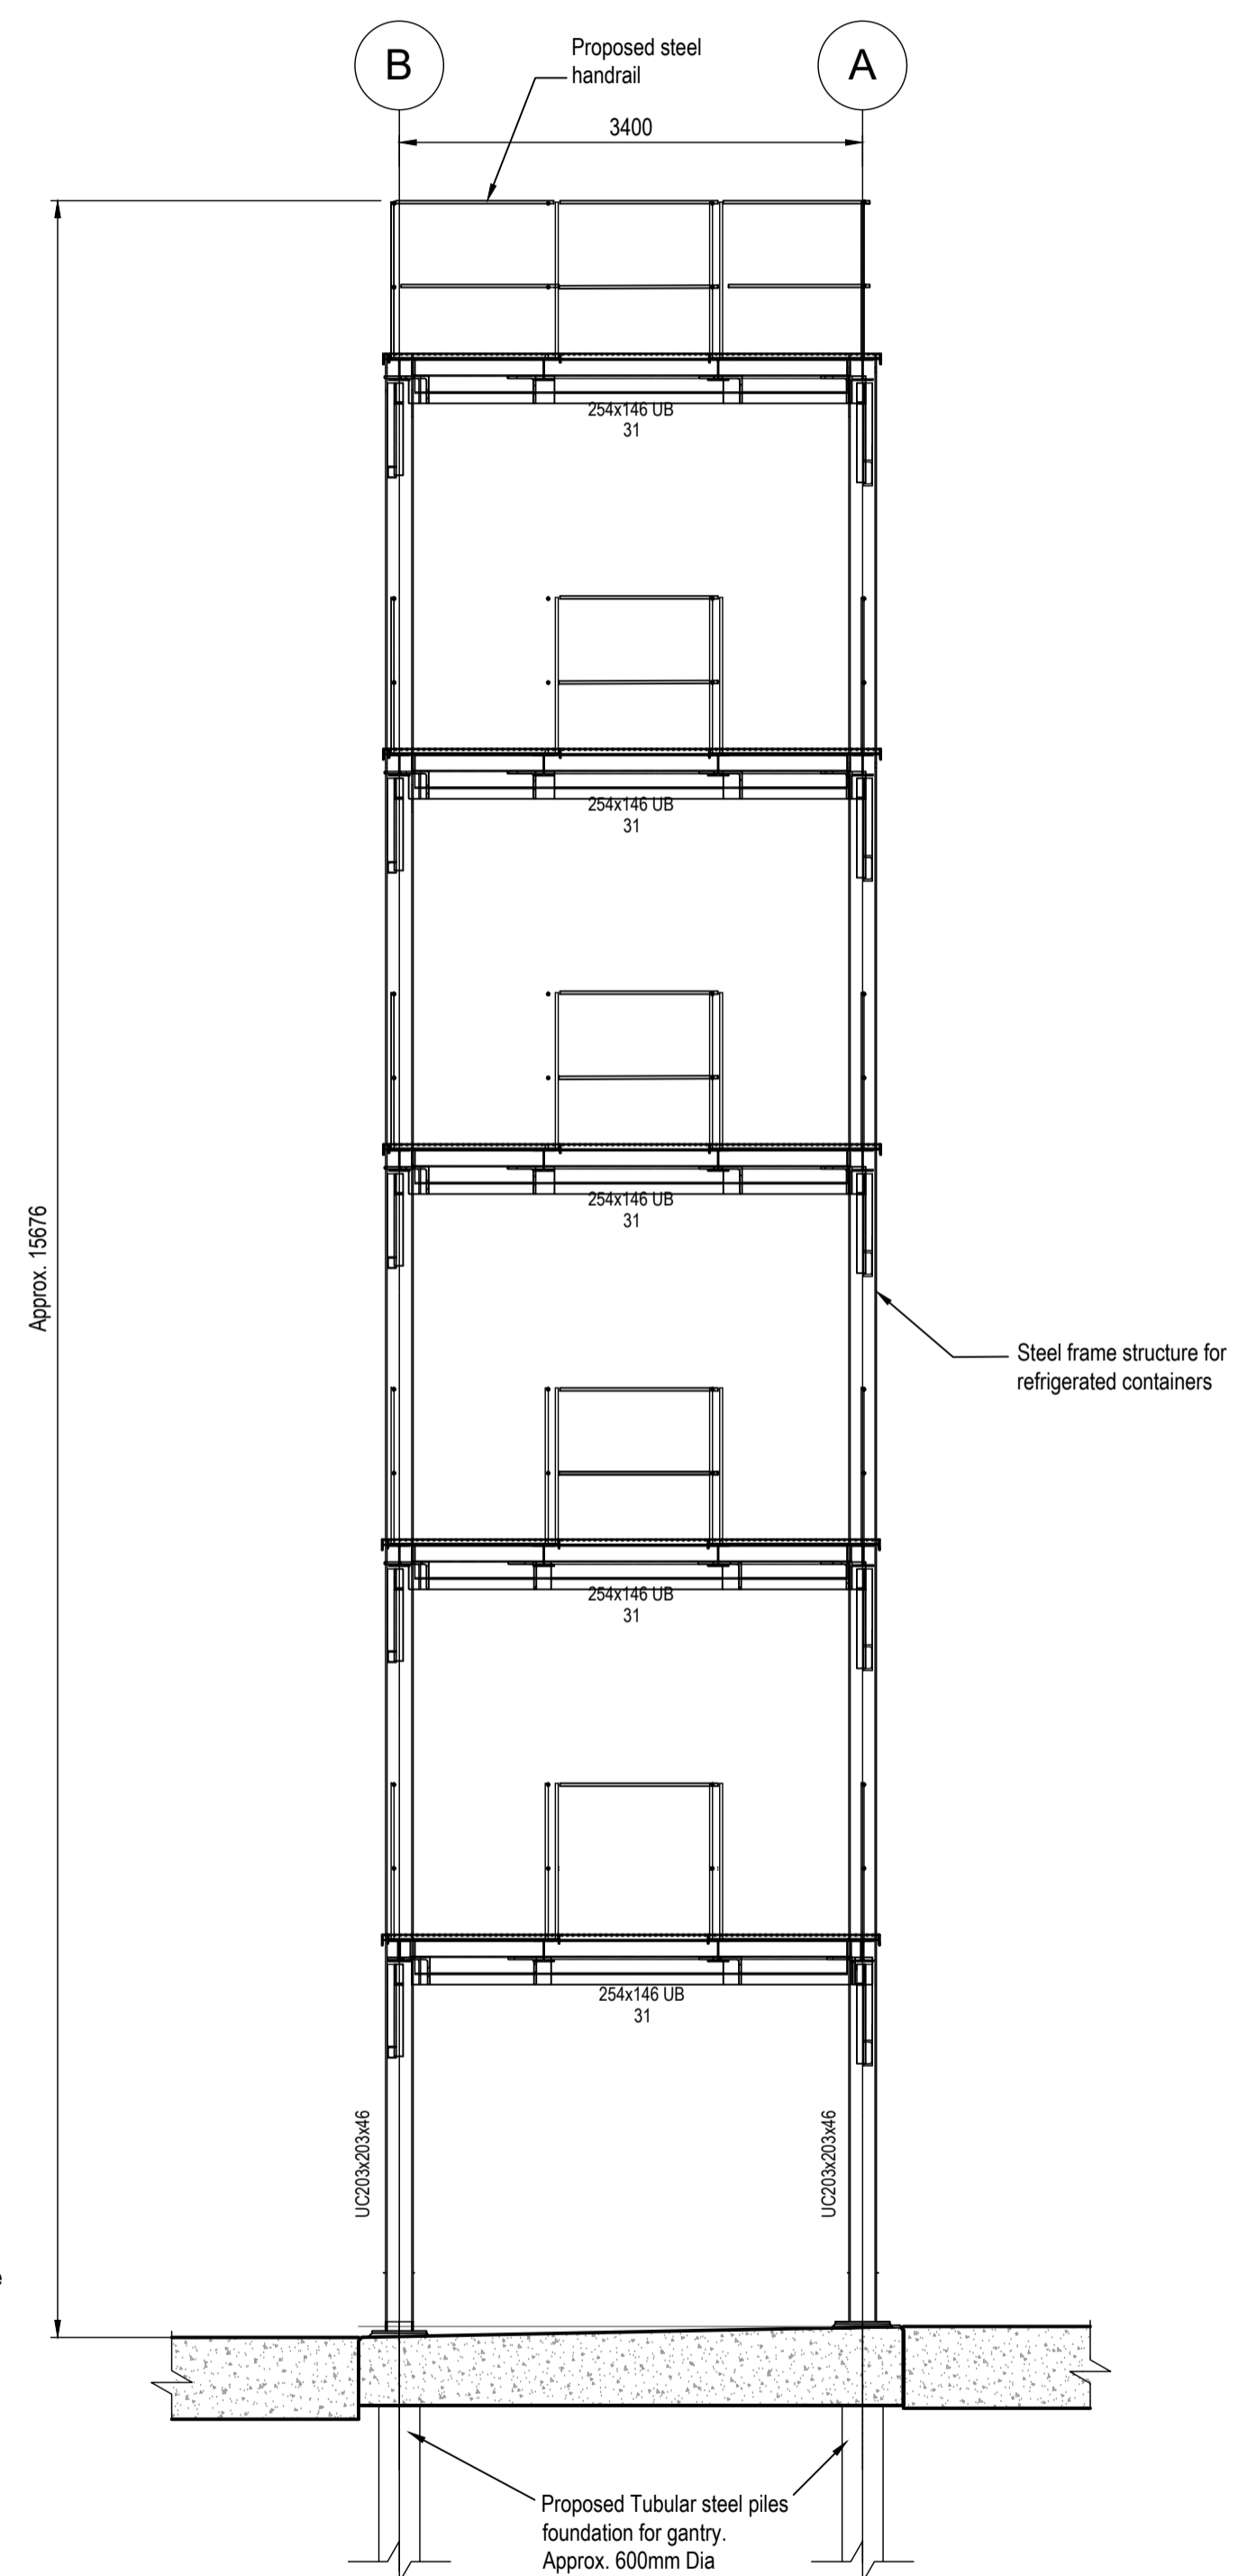 B
A
Proposed steel
handrail
3400
254x146 UB
31
254x146 UB
31
254x146 UB
31
Approx. 15676
Steel frame structure for
refrigerated containers
254x146 UB
31
254x146 UB
31
UC203x203x46
UC203x203x46
Proposed Tubular steel piles
foundation for gantry.
Approx. 600mm Dia